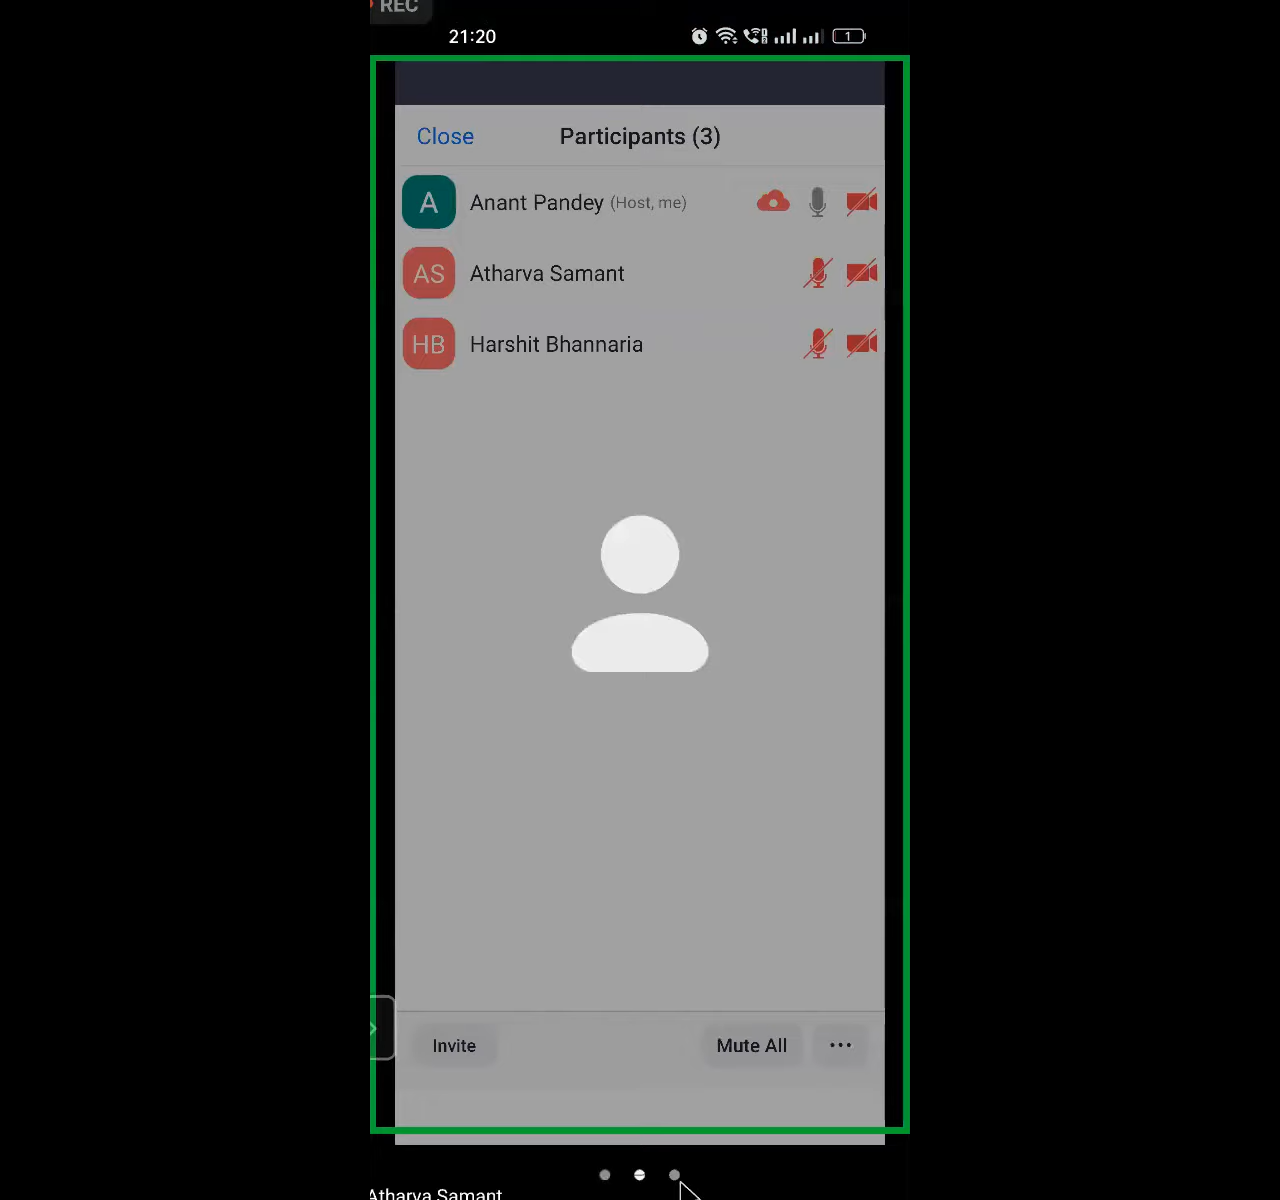 REC
21:20
1
Close Participants (3)
A Anant Pandey (Host, me)
AS Atharva Samant
HB Harshit Bhannaria
Invite Mute All ...
Atharva Samant